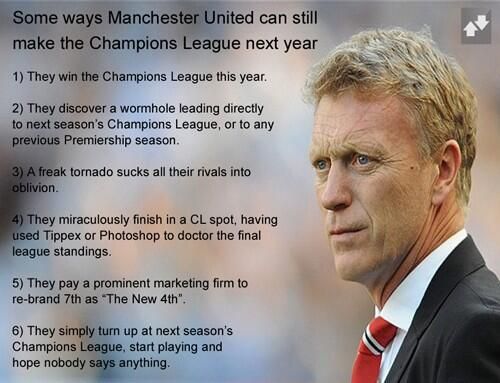 Some ways Manchester United can still
make the Champions League next year
1) They win the Champions League this year.
2) They discover a wormhole leading directly
to next season's Champions League, or to any
previous Premiership season.
3) A freak tornado sucks all their rivals into
oblivion.
4) They miraculously finish in a CL spot, having
used Tippex or Photoshop to doctor the final
league standings.
5) They pay a prominent marketing firm to
re-brand 7th as “The New 4th”.
6) They simply turn up at next season's
Champions League, start playing and
hope nobody says anything.